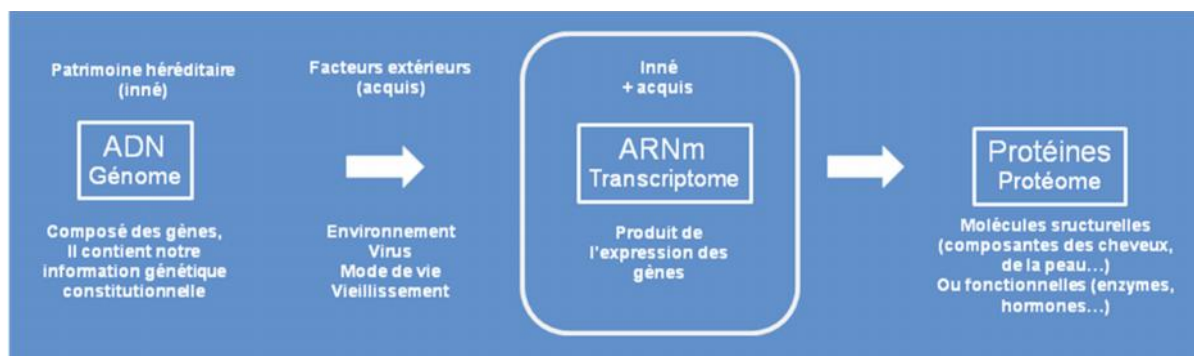 Patrimoine héréditaire
(inné)
ADN
Génome
Composé des gènes,
Il contient notre
information génétique
constitutionnelle
Facteurs extérieurs
(acquis)
Environnement
Virus
Mode de vie
Vieillissement
Inné
+ acquis
ARNm
Transcriptome
Produit de
l'expression des
gènes
Protéines
Protéome
Molécules sructurelles
(composantes des cheveux,
de la peau...)
Ou fonctionnelles (enzymes,
hormones...)